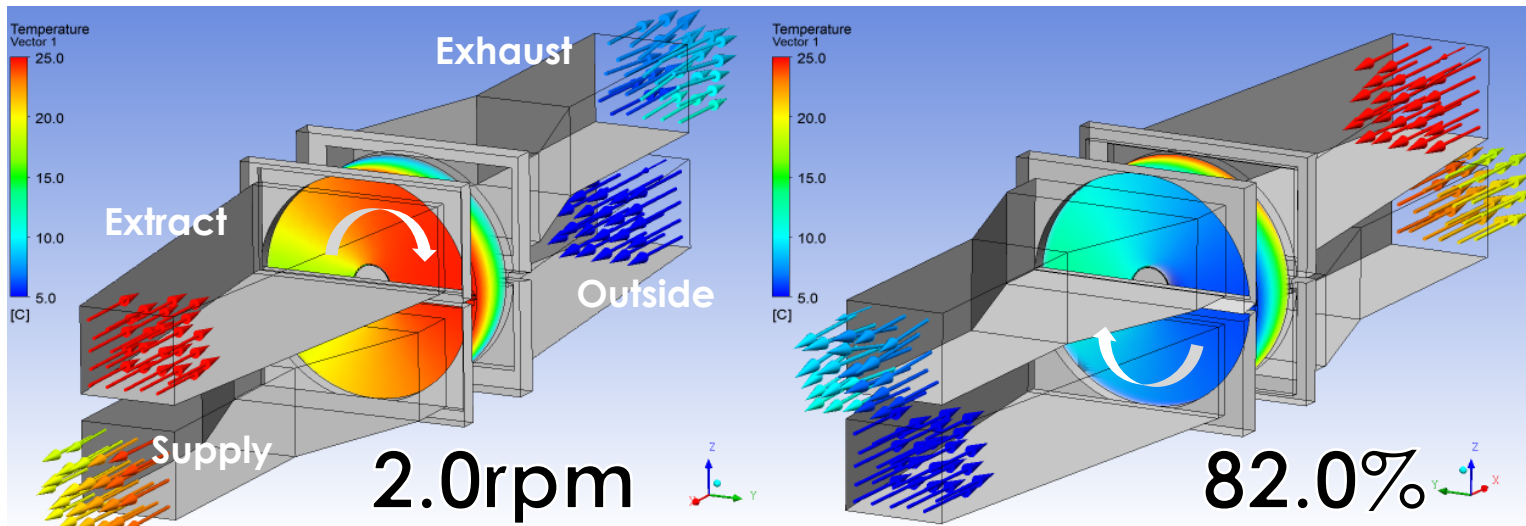 Temperature
Vector 1
25.0
20.0
15.0
10.0
5.0
[C]
Exhaust
Extract
Outside
Supply
2.0rpm
Z
X
Y
Temperature
Vector 1
25.0
20.0
15.0
10.0
5.0
[C]
82.0%
Z
X
Y